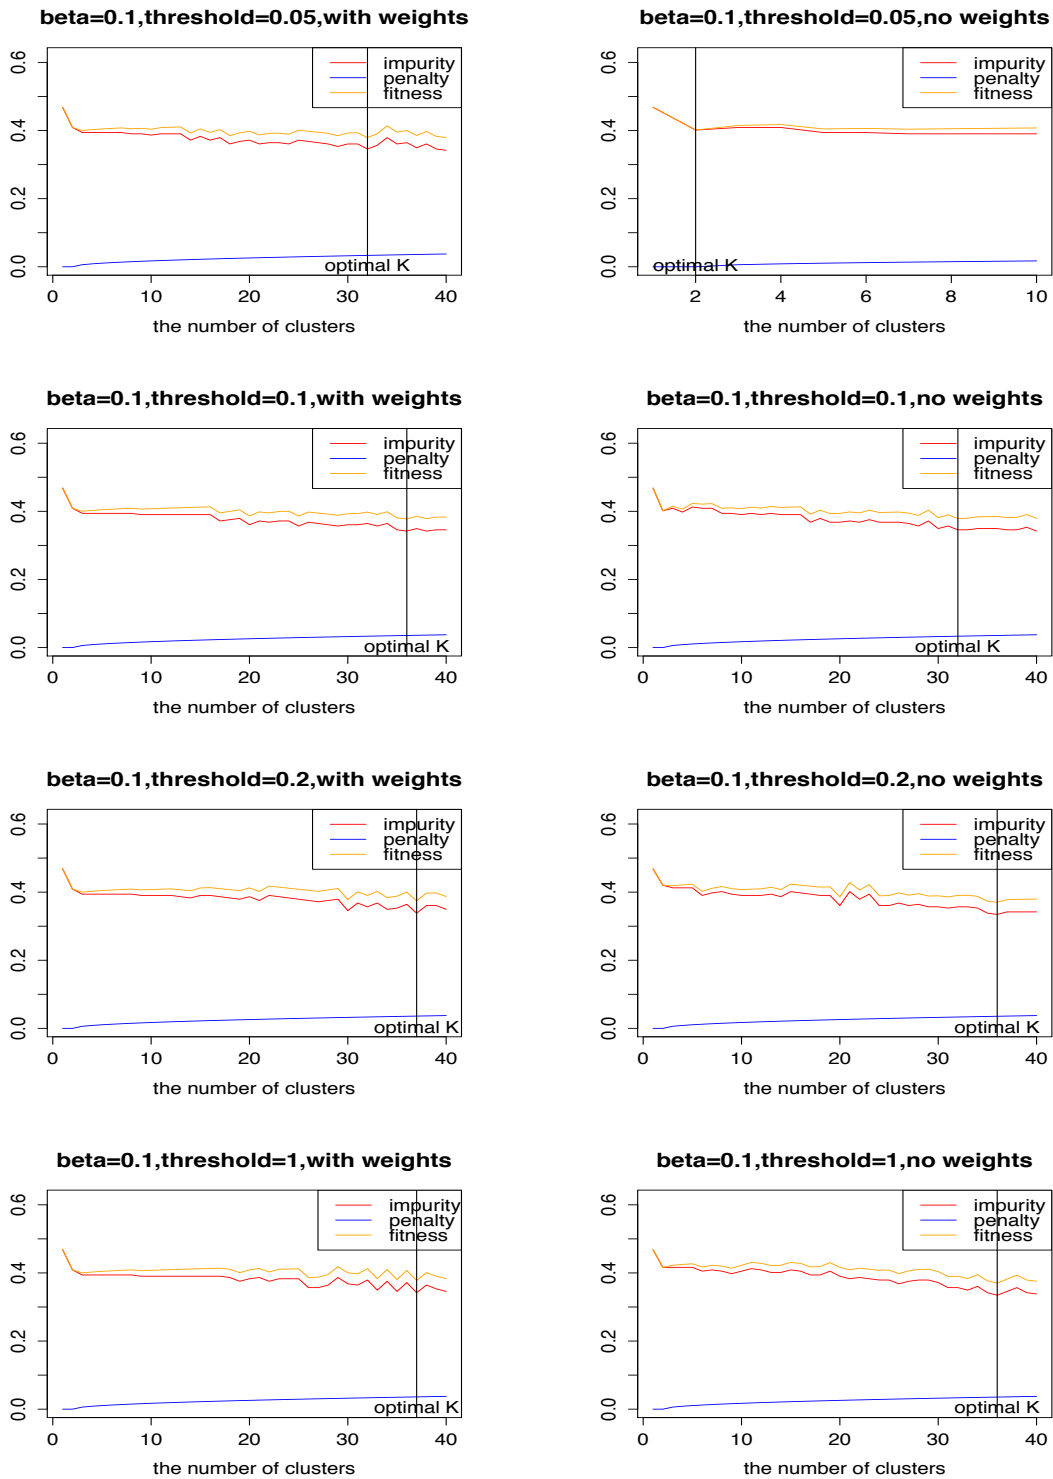 beta=0.1,threshold=0.05,with weights
impurity
penalty
fitness
0.0 0.2 0.4 0.6
optimal K
0 10 20 30 40
the number of clusters
beta=0.1,threshold=0.05,no weights
impurity
penalty
fitness
0.0 0.2 0.4 0.6
optimal K
2 4 6 8 10
the number of clusters
beta=0.1,threshold=0.1,with weights
impurity
penalty
fitness
0.0 0.2 0.4 0.6
optimal K
0 10 20 30 40
the number of clusters
beta=0.1,threshold=0.1,no weights
impurity
penalty
fitness
0.0 0.2 0.4 0.6
optimal K
0 10 20 30 40
the number of clusters
beta=0.1,threshold=0.2,with weights
impurity
penalty
fitness
0.0 0.2 0.4 0.6
optimal K
0 10 20 30 40
the number of clusters
beta=0.1,threshold=0.2,no weights
impurity
penalty
fitness
0.0 0.2 0.4 0.6
optimal K
0 10 20 30 40
the number of clusters
beta=0.1,threshold=1,with weights
impurity
penalty
fitness
0.0 0.2 0.4 0.6
optimal K
0 10 20 30 40
the number of clusters
beta=0.1,threshold=1,no weights
impurity
penalty
fitness
0.0 0.2 0.4 0.6
optimal K
0 10 20 30 40
the number of clusters